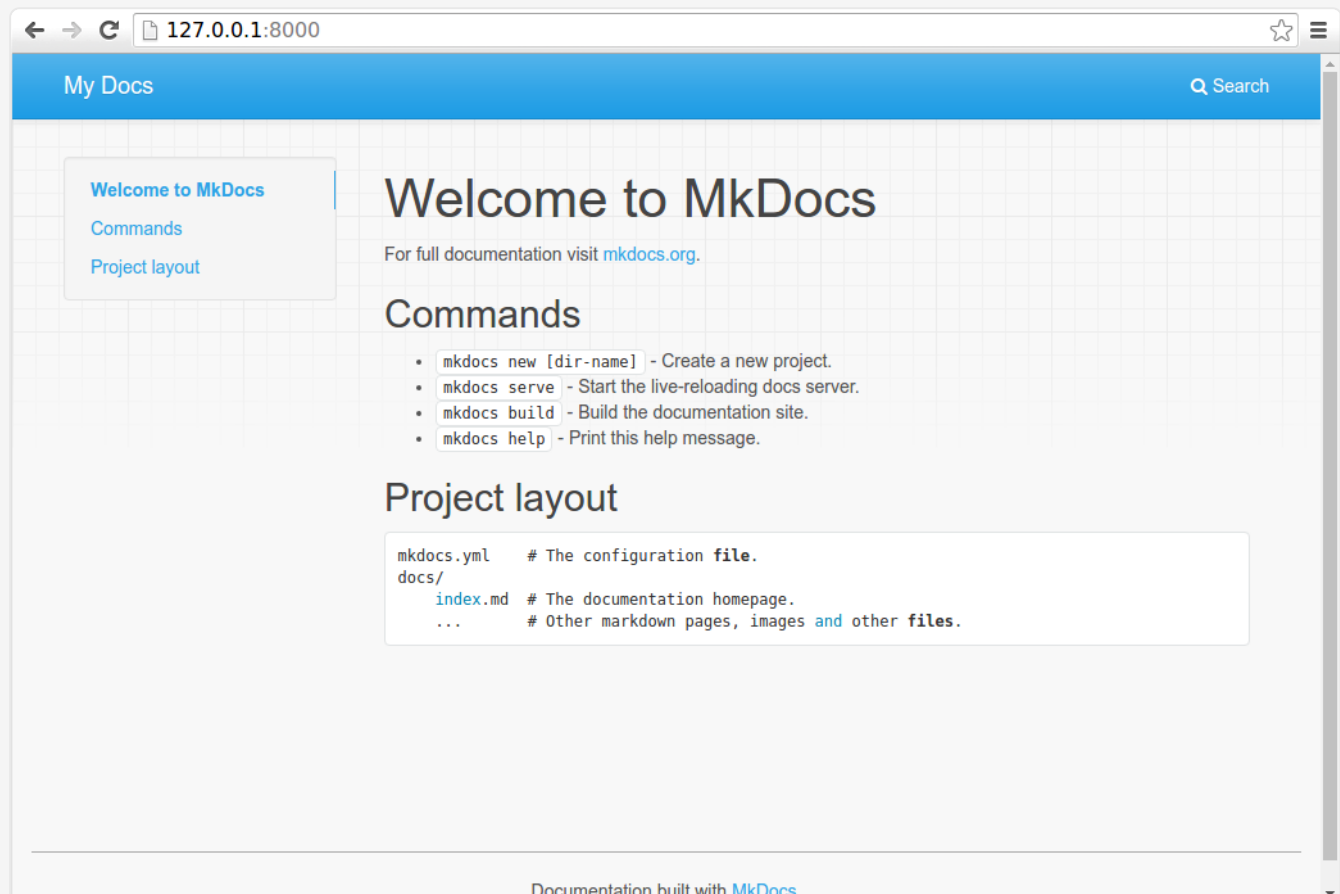 127.0.0.1:8000
My Docs
Search
Welcome to MkDocs
Commands
Project layout
Welcome to MkDocs
For full documentation visit mkdocs.org.
Commands
mkdocs new [dir-name] - Create a new project.
mkdocs serve - Start the live-reloading docs server.
mkdocs build - Build the documentation site.
mkdocs help - Print this help message.
Project layout
mkdocs.yml    # The configuration file.
docs/
    index.md  # The documentation homepage.
    ...       # Other markdown pages, images and other files.
Documentation built with MkDocs